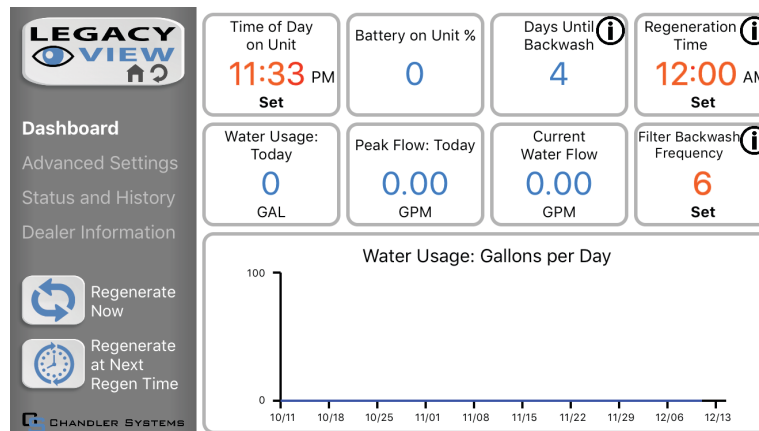 LEGACY
VIEW
Dashboard
Advanced Settings
Status and History
Dealer Information
Regenerate
Now
Regenerate
at Next
Regen Time
CHANDLER SYSTEMS
Time of Day
on Unit
11:33 PM
Set
Battery on Unit %
0
Days Until
Backwash
i
4
Regeneration
Time
i
12:00 AM
Set
Water Usage:
Today
0
GAL
Peak Flow: Today
0.00
GPM
Current
Water Flow
0.00
GPM
Filter Backwash
Frequency
i
6
Set
Water Usage: Gallons per Day
100
0
10/11 10/18 10/25 11/01 11/08 11/15 11/22 11/29 12/06 12/13